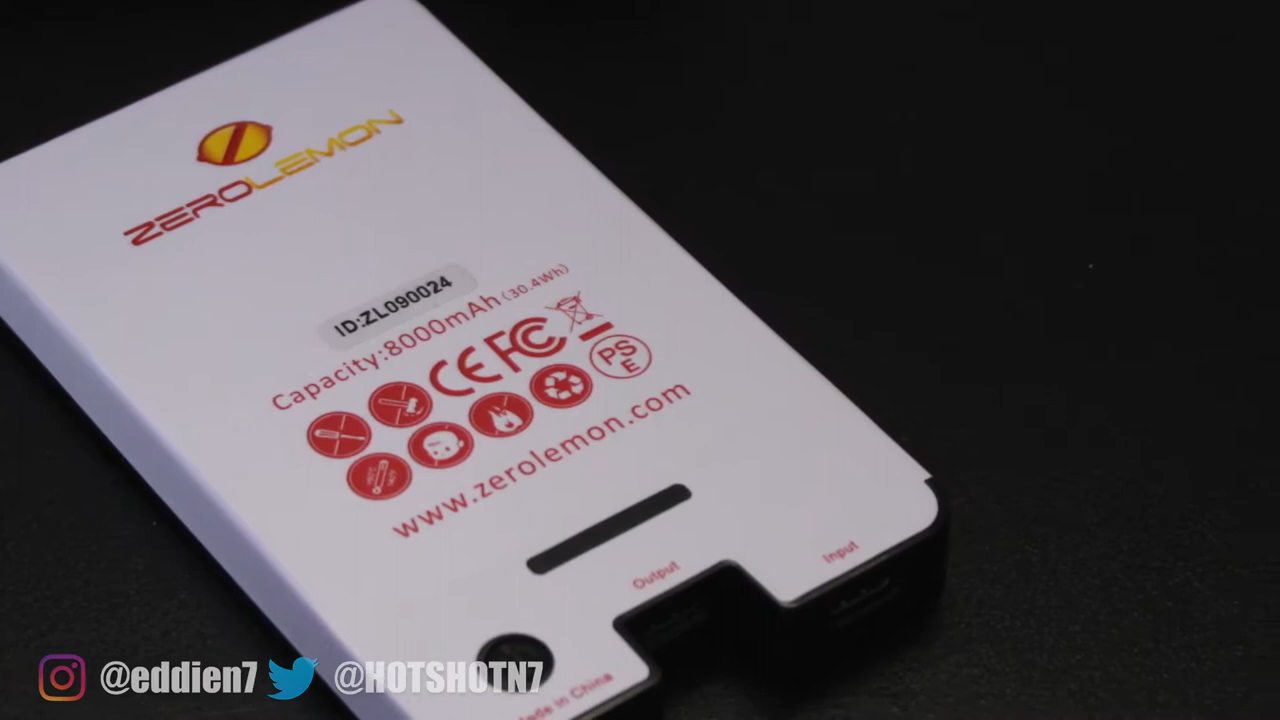 ZEROLEMON
ID:ZL090024
Capacity:8000mAh (30.4Wh)
CE FC
PS
E
www.zerolemon.com
Output
Input
Made in China
@eddien7 @HOTSHOTN7